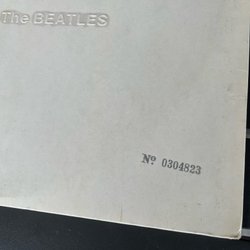 The BEATLES
Nº 0304823